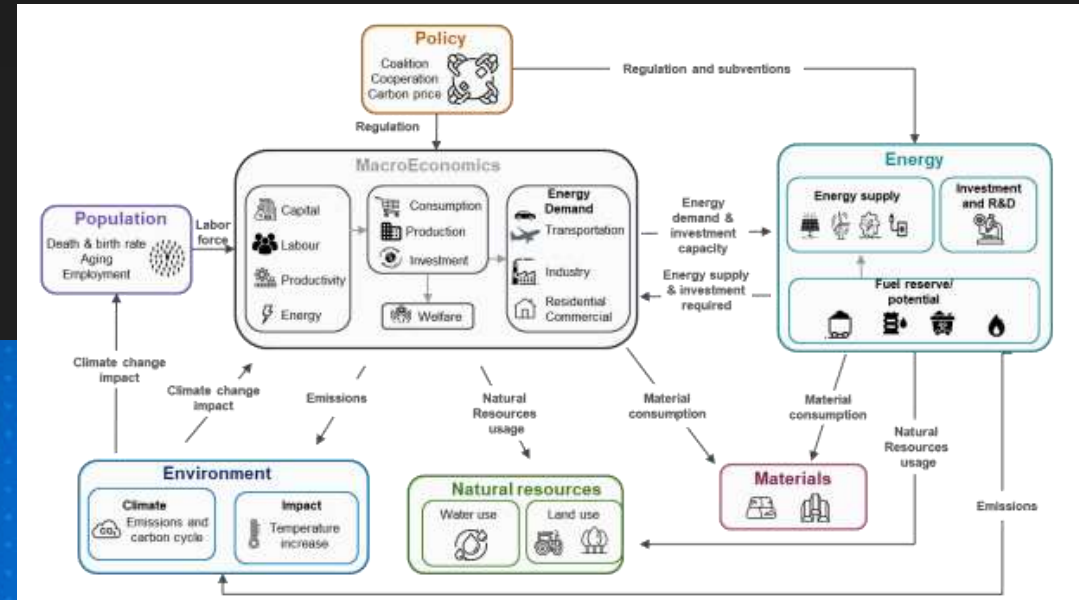 Policy
Coalition
Cooperation
Carbon price
Regulation and subventions
Regulation
MacroEconomics
Capital
Labour
Productivity
Energy
Consumption
Production
Investment
Welfare
Energy
Demand
Transportation
Industry
Residential
Commercial
Population
Death & birth rate
Aging
Employment
Labor
force
Energy
demand &
investment
capacity
Energy supply
& investment
required
Energy
Energy supply
Investment
and R&D
Fuel reserve/
potential
Climate change
impact
Climate change
impact
Emissions
Natural
Resources
usage
Material
consumption
Material
consumption
Natural
Resources
usage
Emissions
Environment
Climate
CO₂
Emissions and
carbon cycle
Impact
Temperature
increase
Natural resources
Water use
Land use
Materials